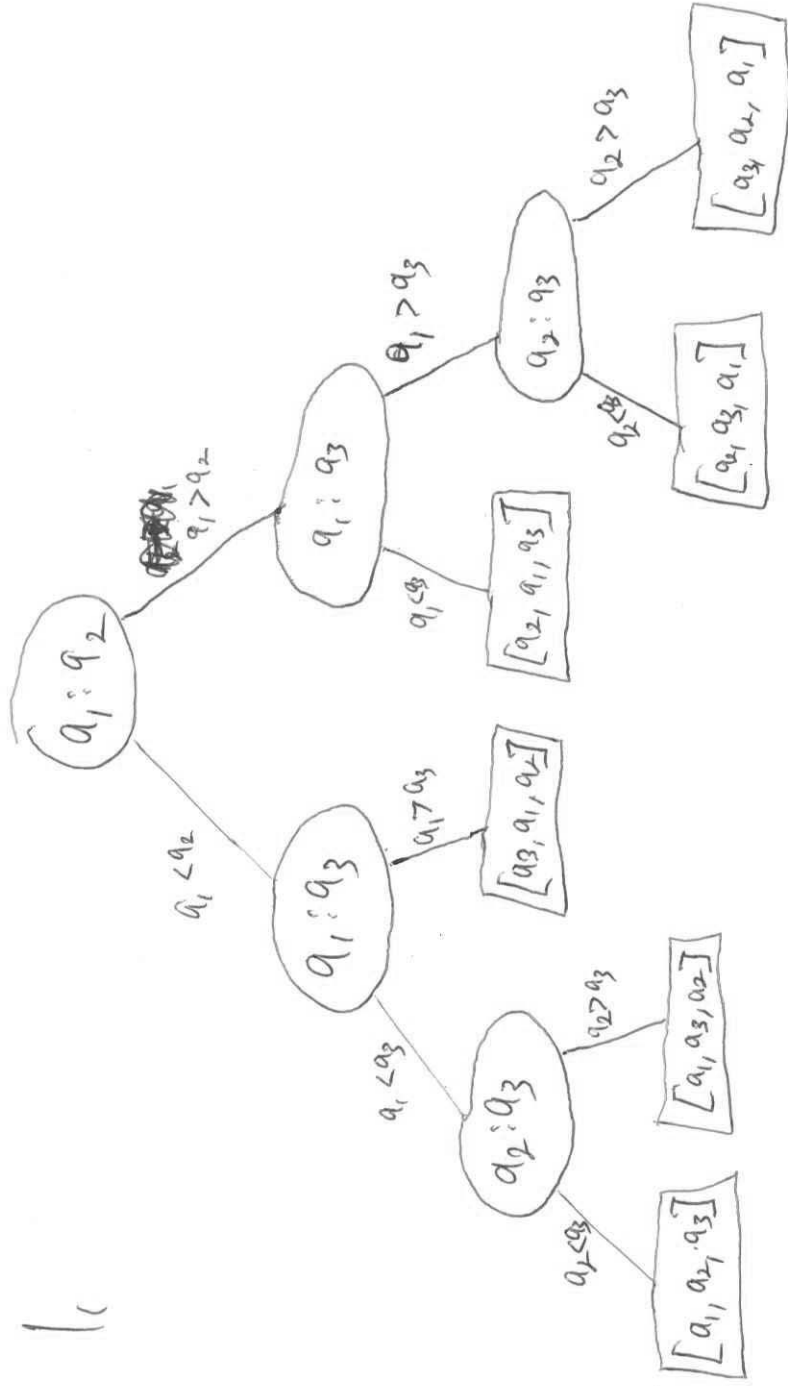 1.
a₁ : a₂
a₁ < a₂
a₁ > a₂
a₁ : a₃
a₁ : a₃
a₁ < a₃
a₁ > a₃
a₁ < a₃
a₁ > a₃
a₂ : a₃
[a₃, a₁, a₂]
[a₂, a₁, a₃]
a₂ : a₃
a₂ < a₃
a₂ > a₃
a₂ < a₃
a₂ > a₃
[a₁, a₂, a₃]
[a₁, a₃, a₂]
[a₂, a₃, a₁]
[a₃, a₂, a₁]